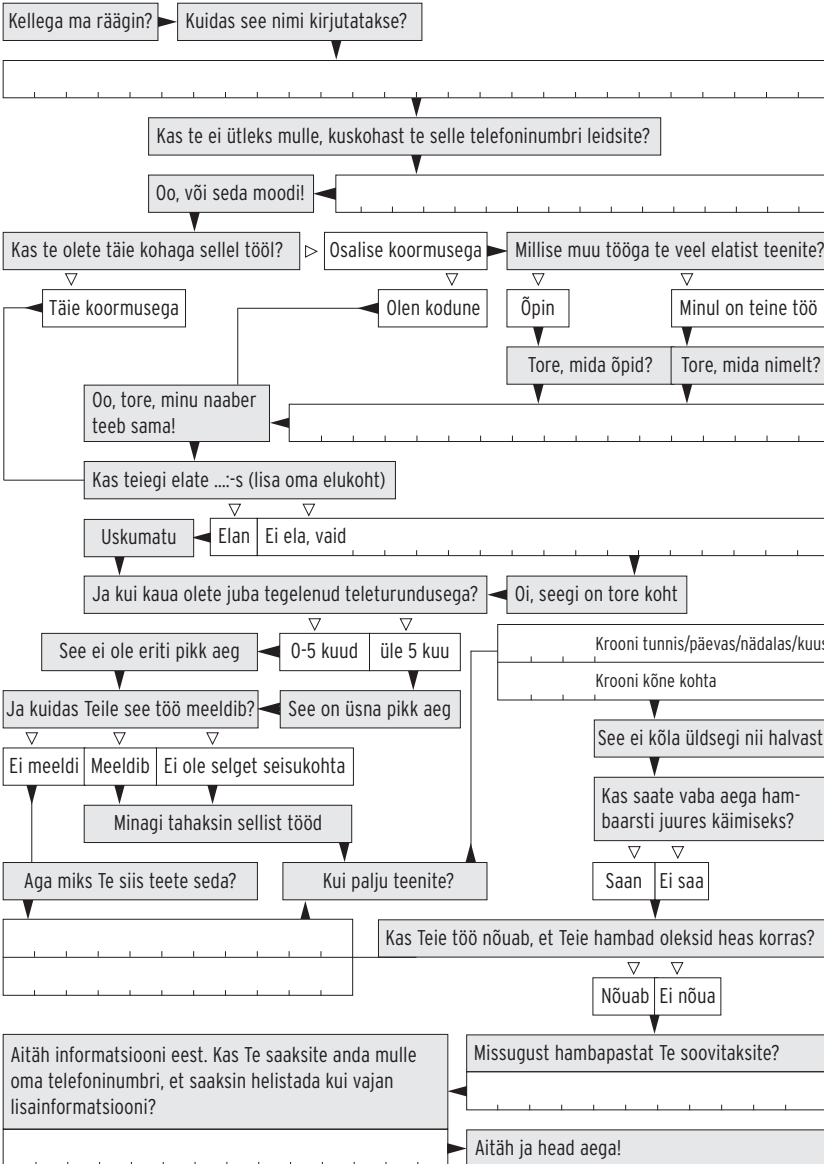 Kellega ma räägin?
Kuidas see nimi kirjutatakse?
Kas te ei ütleks mulle, kuskohast te selle telefoninumbri leidsite?
Oo, või seda moodi!
Kas te olete täie kohaga sellel tööl?
Osalise koormusega
Millise muu tööga te veel elatist teenite?
Täie koormusega
Olen kodune
Õpin
Minul on teine töö
Tore, mida õpid?
Tore, mida nimelt?
Oo, tore, minu naaber
teeb sama!
Kas teiegi elate ...:-s (lisa oma elukoht)
Uskumatu
Elan
Ei ela, vaid
Ja kui kaua olete juba tegelenud teleturundusega?
Oi, seegi on tore koht
See ei ole eriti pikk aeg
0-5 kuud
üle 5 kuu
Krooni tunnis/päevas/nädalas/kuus
Krooni kõne kohta
Ja kuidas Teile see töö meeldib?
See on üsna pikk aeg
See ei kõla üldsegi nii halvasti
Ei meeldi
Meeldib
Ei ole selget seisukohta
Kas saate vaba aega ham-
baarsti juures käimiseks?
Minagi tahaksin sellist tööd
Aga miks Te siis teete seda?
Kui palju teenite?
Saan
Ei saa
Kas Teie töö nõuab, et Teie hambad oleksid heas korras?
Nõuab
Ei nõua
Aitäh informatsiooni eest. Kas Te saaksite anda mulle
oma telefoninumbri, et saaksin helistada kui vajan
lisainformatsiooni?
Missugust hambapastat Te soovitaksite?
Aitäh ja head aega!